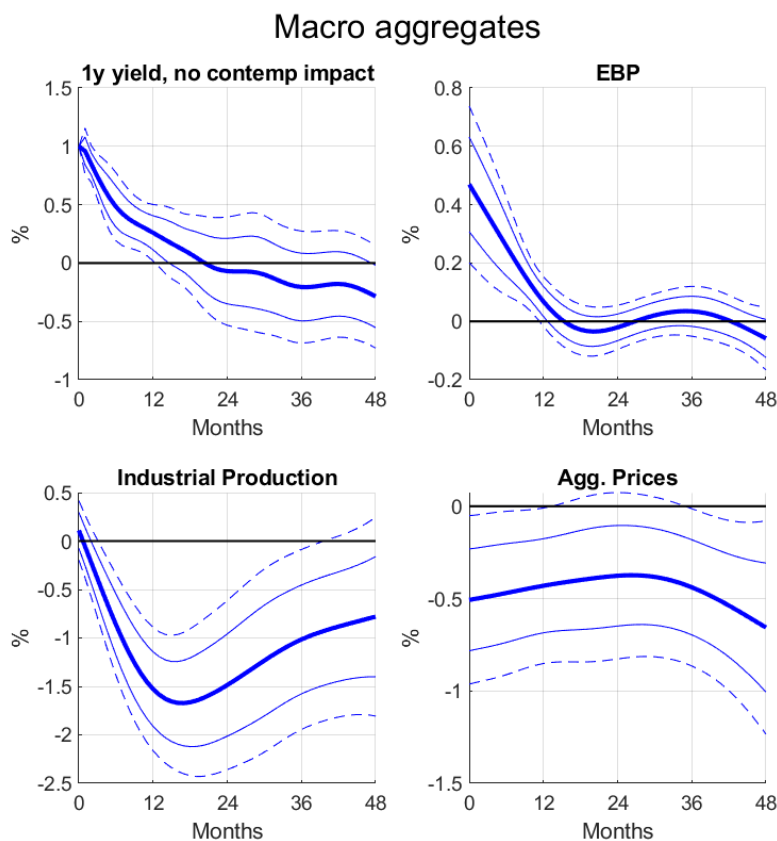 Macro aggregates
1y yield, no contemp impact
1.5
1
0.5
0
-0.5
-1
%
0 12 24 36 48
Months
EBP
0.8
0.6
0.4
0.2
0
-0.2
%
0 12 24 36 48
Months
Industrial Production
0.5
0
-0.5
-1
-1.5
-2
-2.5
%
0 12 24 36 48
Months
Agg. Prices
0
-0.5
-1
-1.5
%
0 12 24 36 48
Months